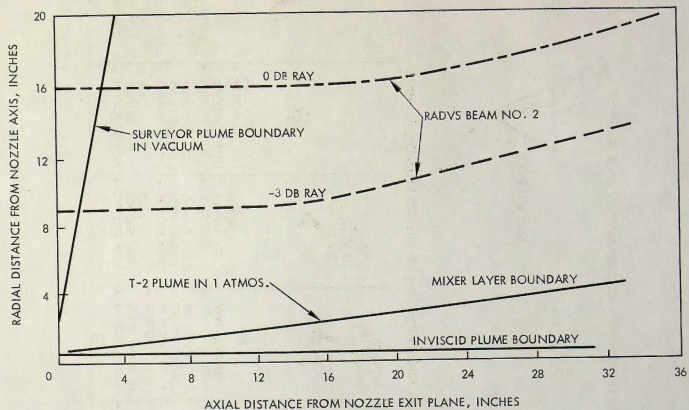 20
16
12
8
4
RADIAL DISTANCE FROM NOZZLE AXIS, INCHES
0 DB RAY
SURVEYOR PLUME BOUNDARY
IN VACUUM
RADVS BEAM NO. 2
-3 DB RAY
T-2 PLUME IN 1 ATMOS.
MIXER LAYER BOUNDARY
INVISCID PLUME BOUNDARY
0
4
8
12
16
20
24
28
32
36
AXIAL DISTANCE FROM NOZZLE EXIT PLANE, INCHES